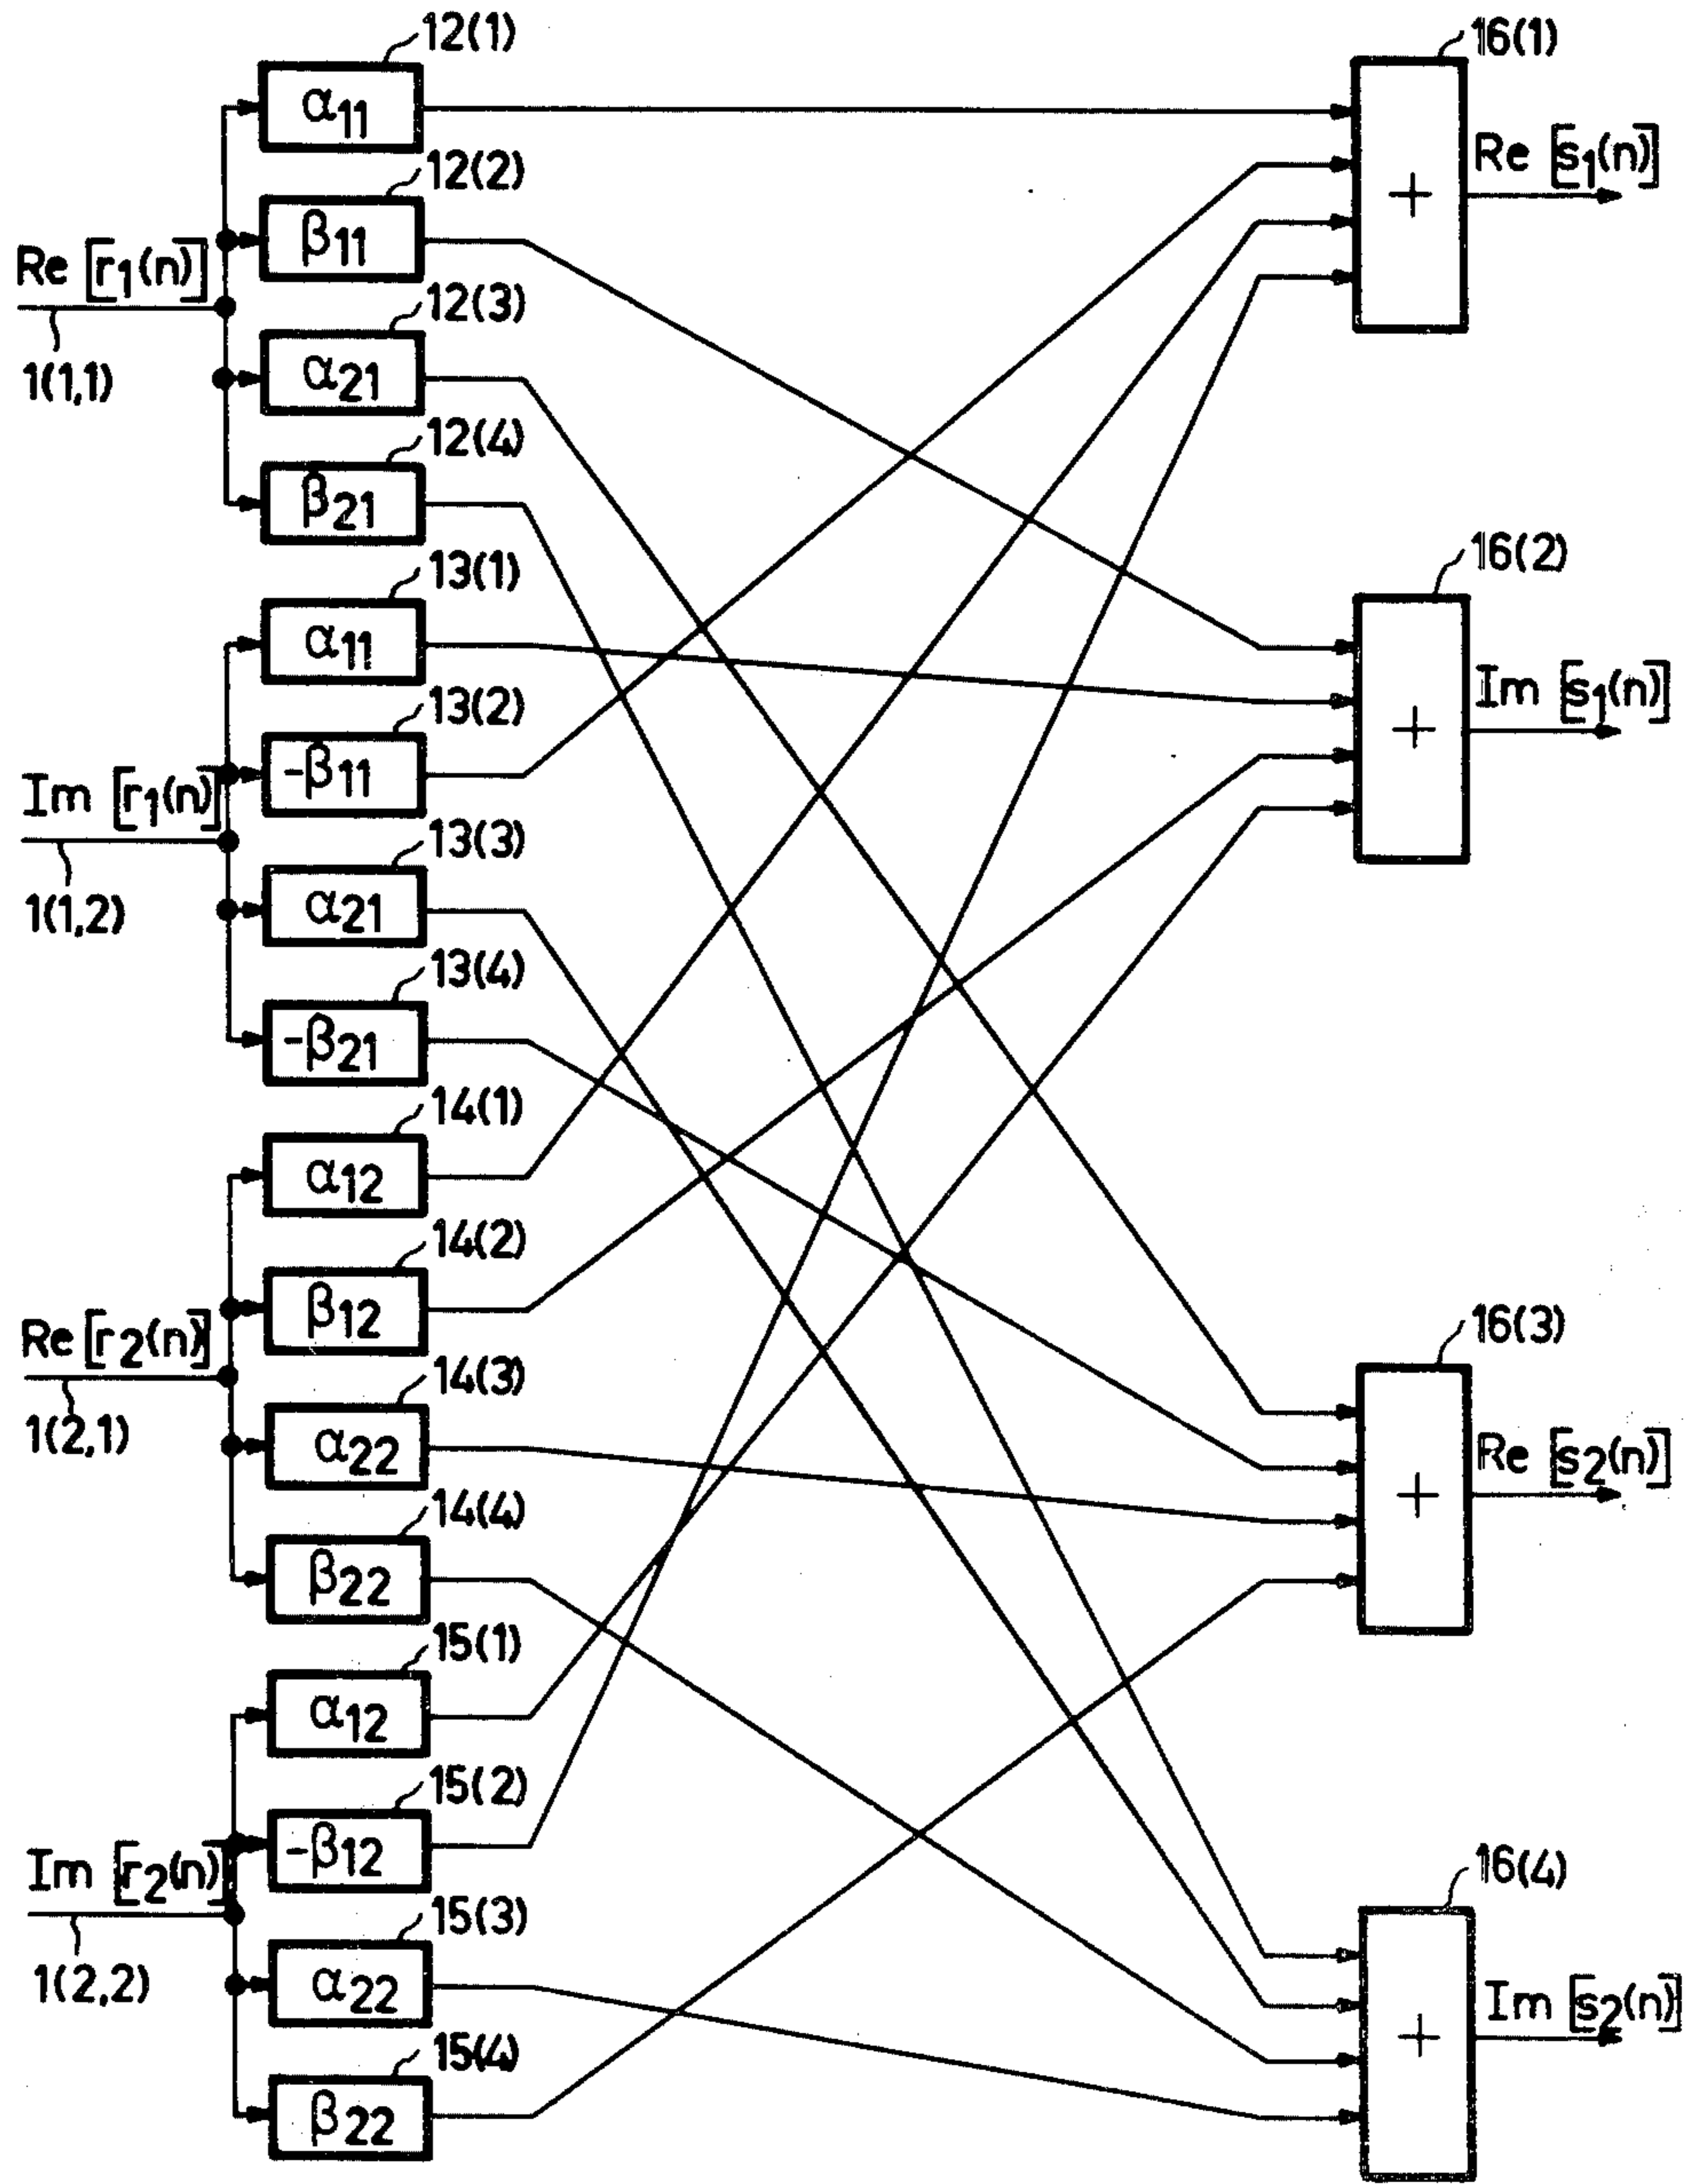 12(1)
α11
12(2)
β11
Re [r1(n)]
12(3)
1(1,1)
α21
12(4)
β21
13(1)
α11
13(2)
-β11
Im [r1(n)]
13(3)
1(1,2)
α21
13(4)
-β21
14(1)
α12
14(2)
β12
Re [r2(n)]
14(3)
1(2,1)
α22
14(4)
β22
15(1)
α12
15(2)
-β12
Im [r2(n)]
15(3)
1(2,2)
α22
15(4)
β22
16(1)
+
Re [s1(n)]
16(2)
+
Im [s1(n)]
16(3)
+
Re [s2(n)]
16(4)
+
Im [s2(n)]